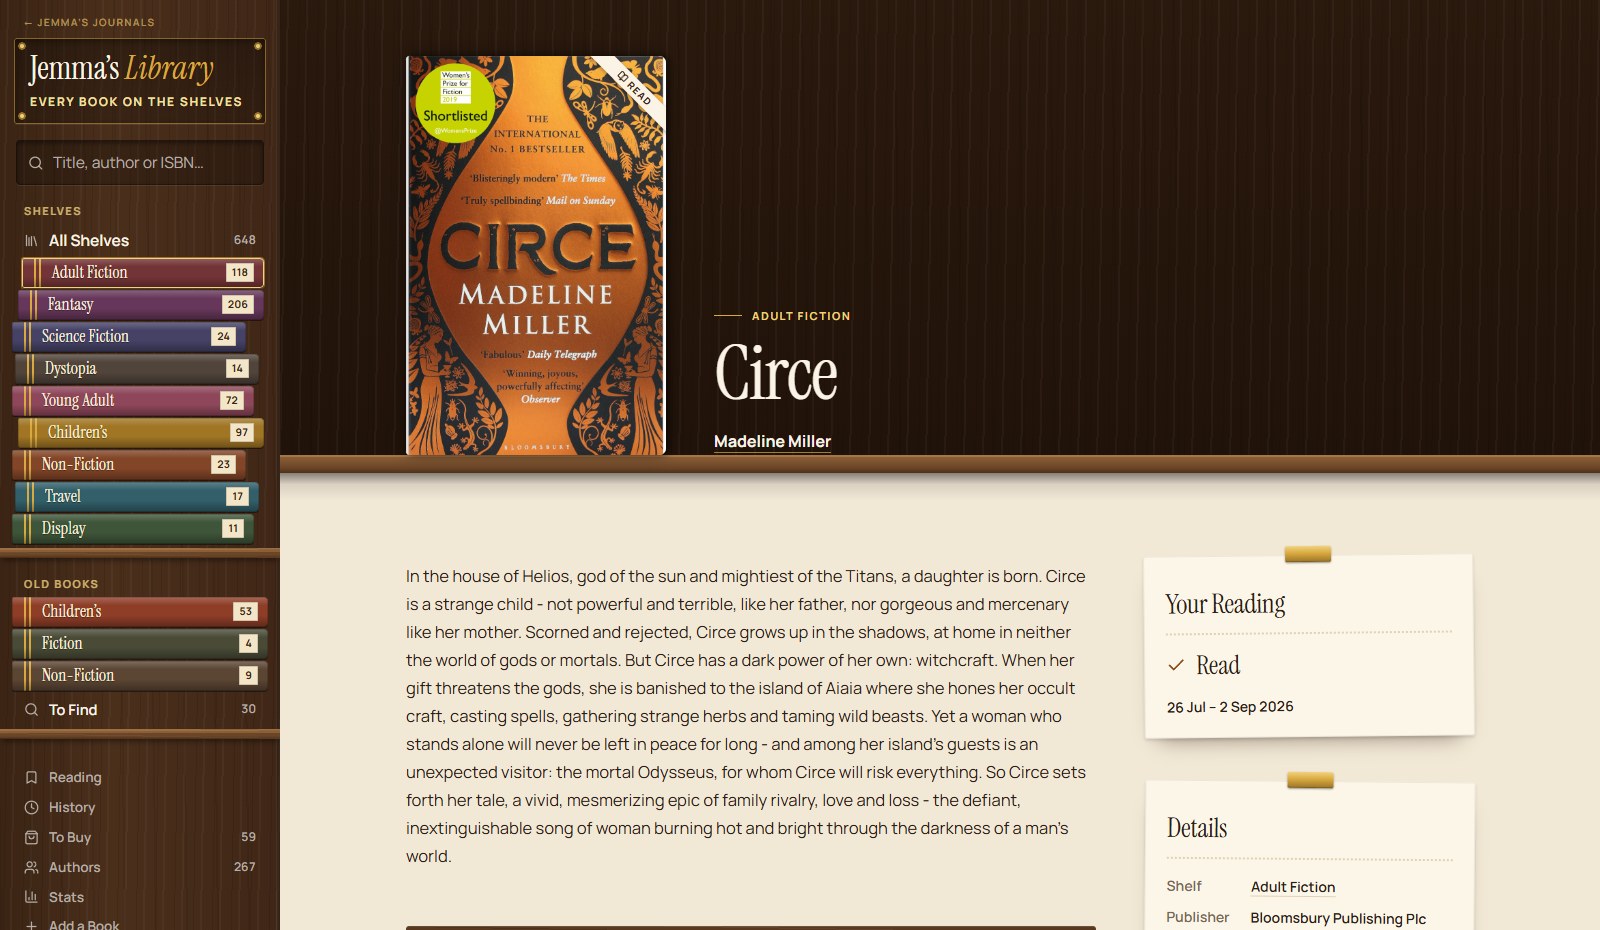 ← JEMMA'S JOURNALS
Jemma's Library
EVERY BOOK ON THE SHELVES
Title, author or ISBN...
SHELVES
All Shelves 648
Adult Fiction 118
Fantasy 206
Science Fiction 24
Dystopia 14
Young Adult 72
Children's 97
Non-Fiction 23
Travel 17
Display 11
OLD BOOKS
Children's 53
Fiction 4
Non-Fiction 9
To Find 30
Reading
History
To Buy 59
Authors 267
Stats
Add a Book
Women's
Prize for
Fiction
2019
Shortlisted
@WomensPrize
READ
THE
INTERNATIONAL
No. 1 BESTSELLER
'Blisteringly modern' The Times
'Truly spellbinding' Mail on Sunday
CIRCE
MADELINE
MILLER
'Fabulous' Daily Telegraph
'Winning, joyous,
powerfully affecting'
Observer
BLOOMSBURY
ADULT FICTION
Circe
Madeline Miller
In the house of Helios, god of the sun and mightiest of the Titans, a daughter is born. Circe
is a strange child - not powerful and terrible, like her father, nor gorgeous and mercenary
like her mother. Scorned and rejected, Circe grows up in the shadows, at home in neither
the world of gods or mortals. But Circe has a dark power of her own: witchcraft. When her
gift threatens the gods, she is banished to the island of Aiaia where she hones her occult
craft, casting spells, gathering strange herbs and taming wild beasts. Yet a woman who
stands alone will never be left in peace for long - and among her island's guests is an
unexpected visitor: the mortal Odysseus, for whom Circe will risk everything. So Circe sets
forth her tale, a vivid, mesmerizing epic of family rivalry, love and loss - the defiant,
inextinguishable song of woman burning hot and bright through the darkness of a man's
world.
Your Reading
Read
26 Jul – 2 Sep 2026
Details
Shelf Adult Fiction
Publisher Bloomsbury Publishing Plc